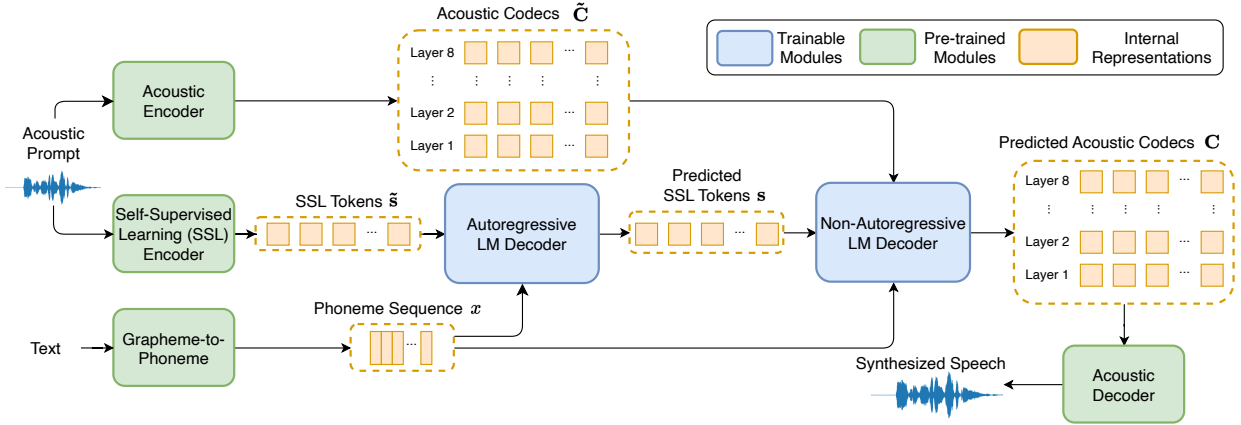 Acoustic Codecs C̃
Layer 8
...
⋮ ⋮ ⋮ ⋮
Layer 2
...
Layer 1
...
Trainable
Modules
Pre-trained
Modules
Internal
Representations
Acoustic
Encoder
Acoustic
Prompt
Self-Supervised
Learning (SSL)
Encoder
SSL Tokens s̃
...
Autoregressive
LM Decoder
Predicted
SSL Tokens s
...
Non-Autoregressive
LM Decoder
Predicted Acoustic Codecs C
Layer 8
...
⋮ ⋮ ⋮ ⋮ ⋮
Layer 2
...
Layer 1
...
Text
Grapheme-to-
Phoneme
Phoneme Sequence x
...
Synthesized Speech
Acoustic
Decoder